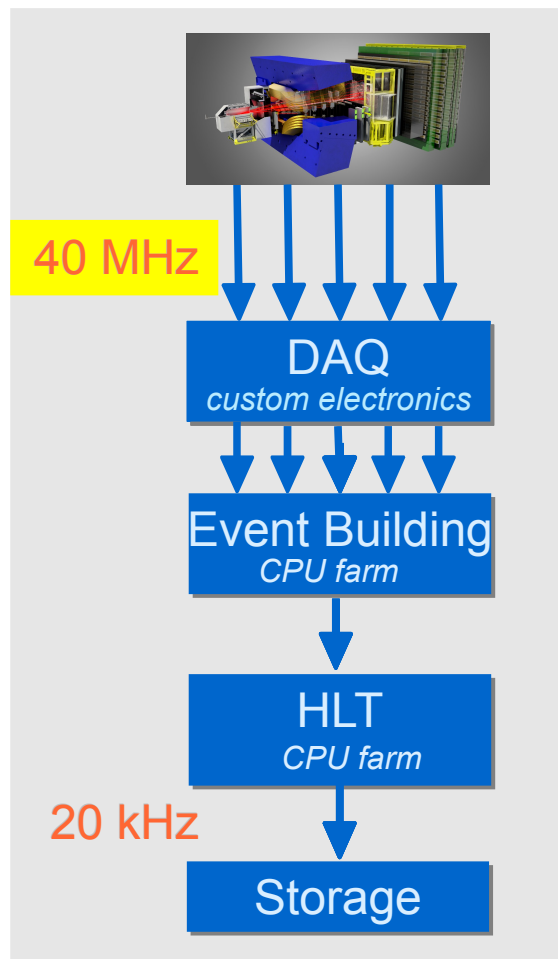 40 MHz
DAQ
custom electronics
Event Building
CPU farm
HLT
CPU farm
20 kHz
Storage